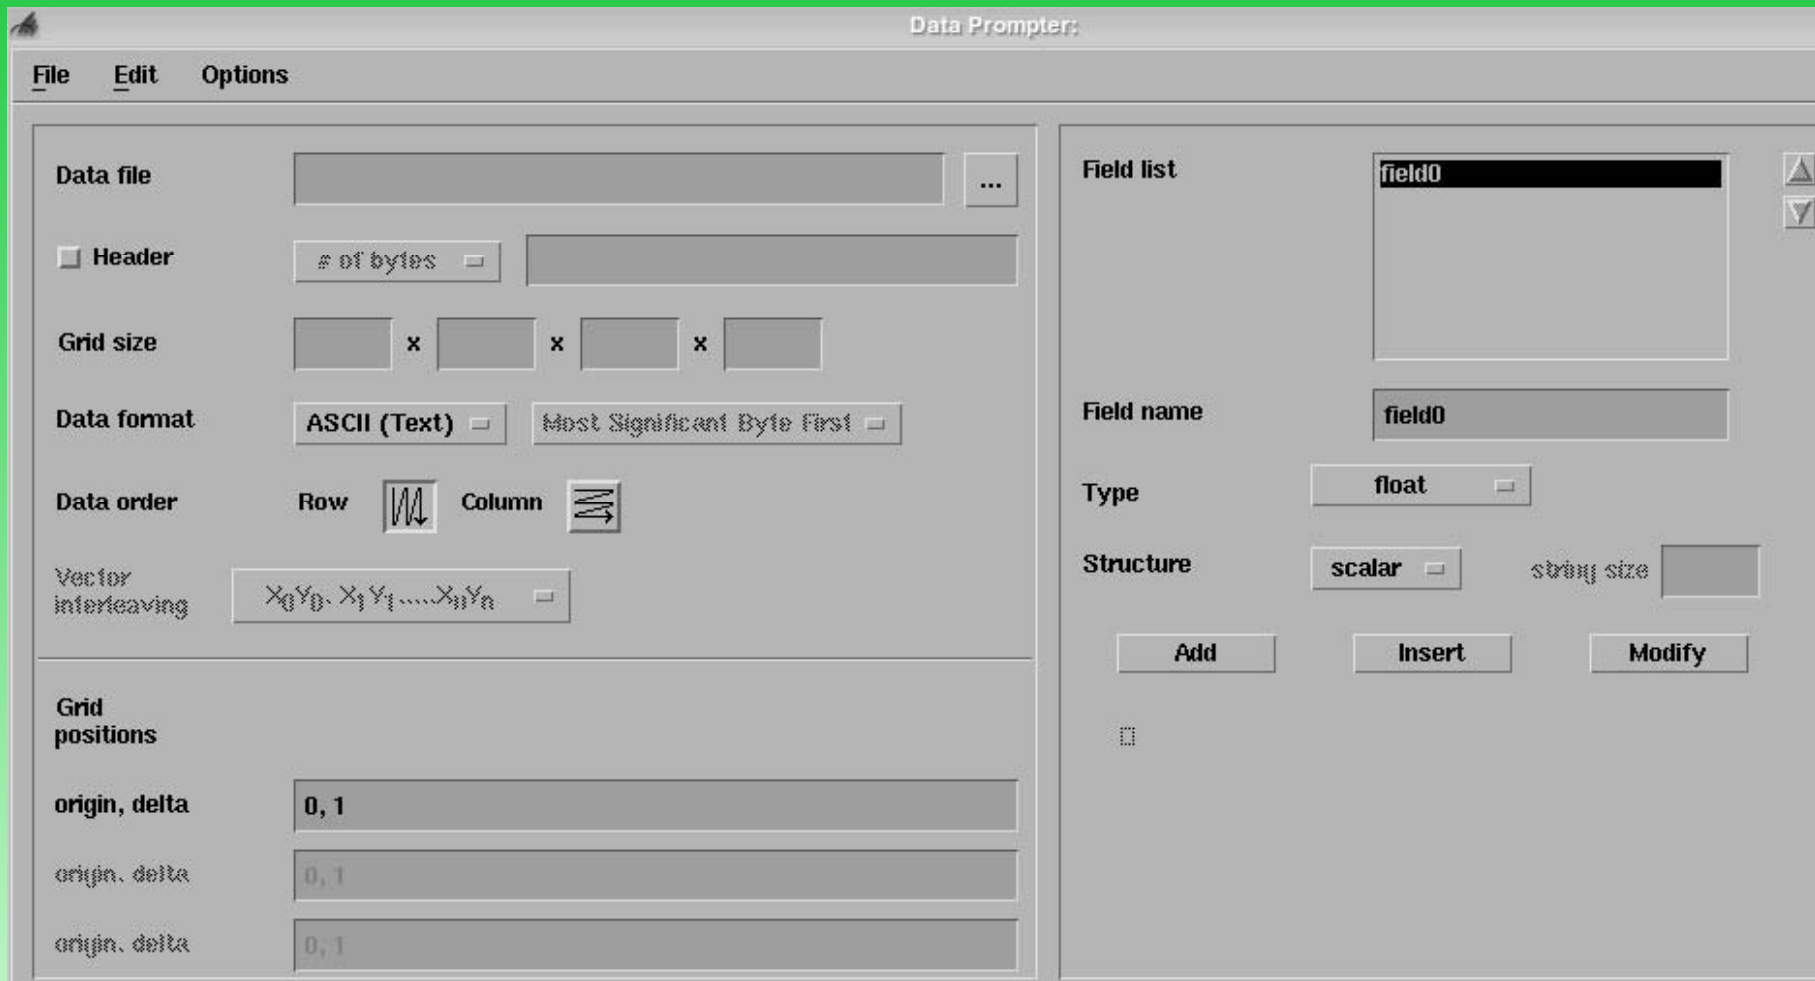 Data Prompter:
File Edit Options
Data file ...
Header # of bytes
Grid size x x x
Data format ASCII (Text) Most Significant Byte First
Data order Row Column
Vector
interleaving X0Y0, X1Y1.....XnYn
Grid
positions
origin, delta 0, 1
origin, delta 0, 1
origin, delta 0, 1
Field list field0
Field name field0
Type float
Structure scalar string size
Add Insert Modify